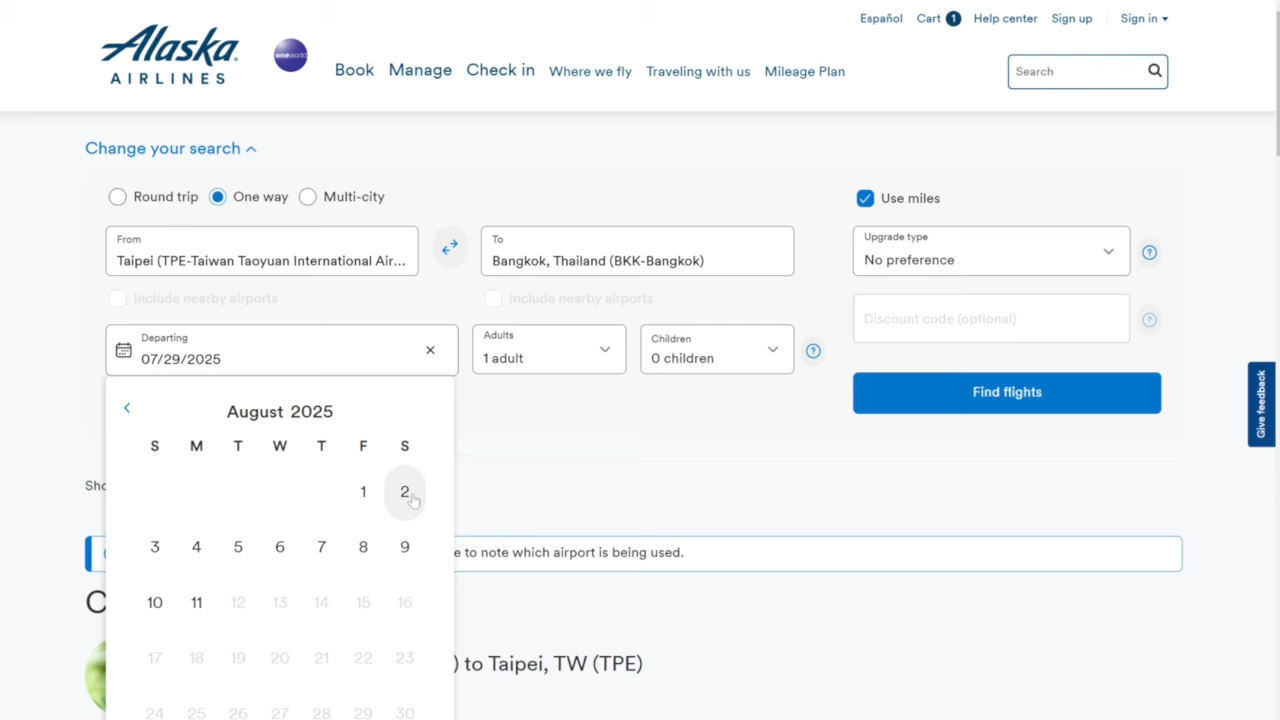 Español Cart 1 Help center Sign up Sign in
Alaska AIRLINES
oneworld
Book Manage Check in Where we fly Traveling with us Mileage Plan
Search
Change your search
Round trip One way Multi-city
Use miles
From
Taipei (TPE-Taiwan Taoyuan International Air...
To
Bangkok, Thailand (BKK-Bangkok)
Upgrade type
No preference
Include nearby airports
Include nearby airports
Discount code (optional)
Departing
07/29/2025
Adults
1 adult
Children
0 children
Find flights
Give feedback
August 2025
S M T W T F S
1 2
3 4 5 6 7 8 9
10 11 12 13 14 15 16
17 18 19 20 21 22 23
24 25 26 27 28 29 30
Sho
e to note which airport is being used.
C
) to Taipei, TW (TPE)